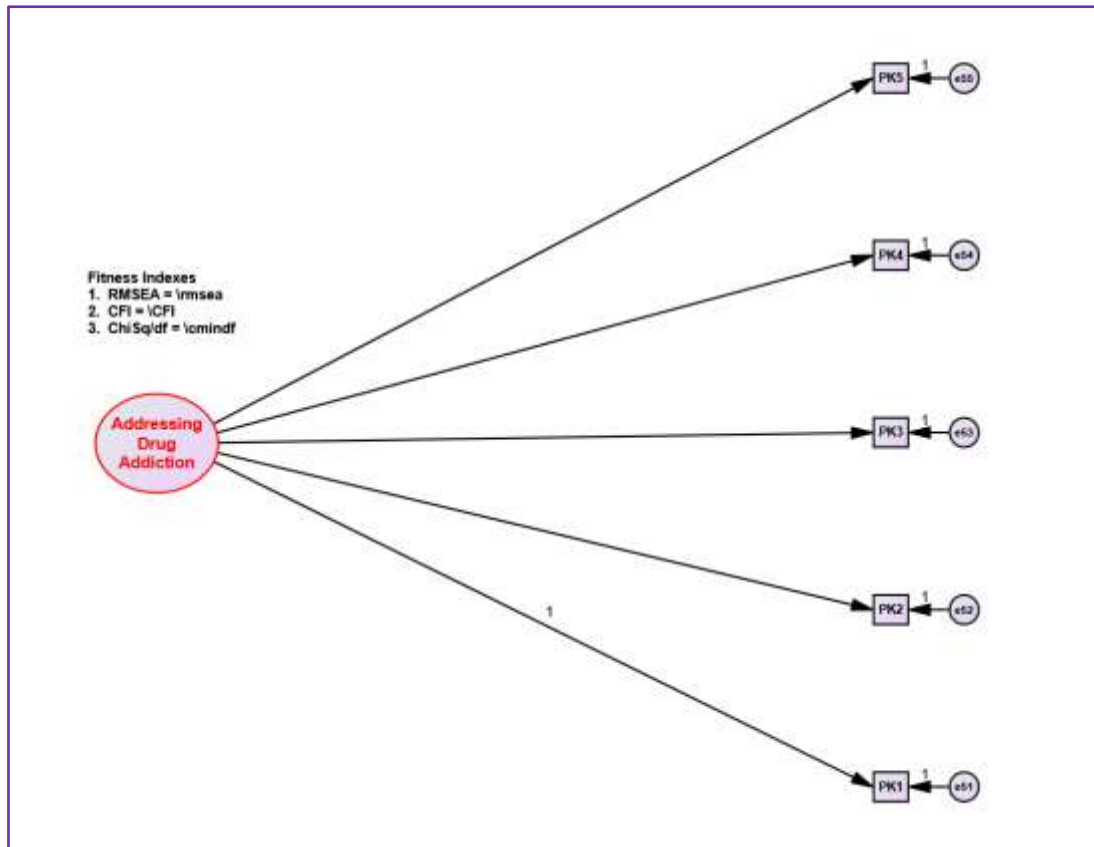 PK5 1 e55
PK4 1 e54
Fitness Indexes
1. RMSEA = \rmsea
2. CFI = \CFI
3. ChiSq/df = \cmindf
Addressing
Drug
Addiction
PK3 1 e53
PK2 1 e52
1
PK1 1 e51